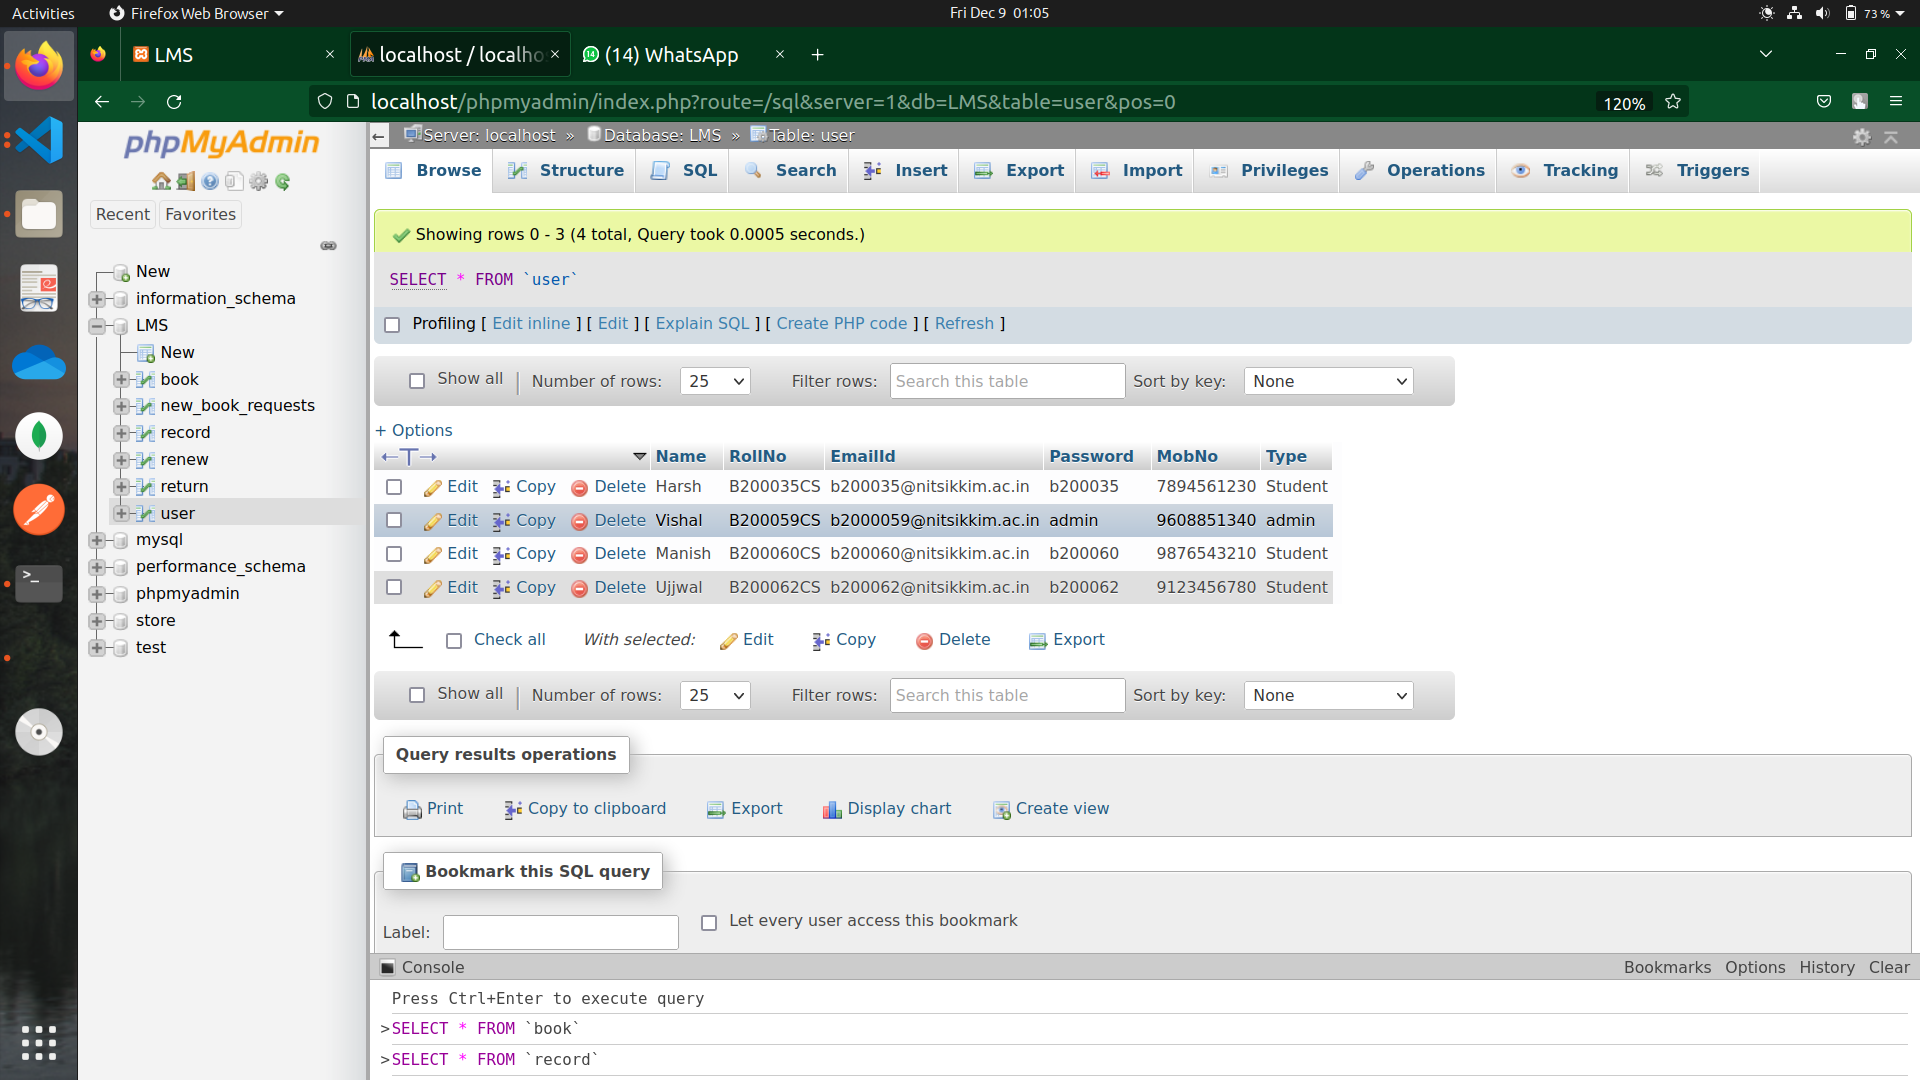 Activities Firefox Web Browser Fri Dec 9 01:05 73 %
LMS localhost / localho (14) WhatsApp
localhost/phpmyadmin/index.php?route=/sql&server=1&db=LMS&table=user&pos=0 120%
phpMyAdmin
Recent Favorites
New
information_schema
LMS
New
book
new_book_requests
record
renew
return
user
mysql
performance_schema
phpmyadmin
store
test
Server: localhost » Database: LMS » Table: user
Browse Structure SQL Search Insert Export Import Privileges Operations Tracking Triggers
Showing rows 0 - 3 (4 total, Query took 0.0005 seconds.)
SELECT * FROM `user`
Profiling [ Edit inline ] [ Edit ] [ Explain SQL ] [ Create PHP code ] [ Refresh ]
Show all Number of rows: 25 Filter rows: Search this table Sort by key: None
+ Options
Name RollNo EmailId Password MobNo Type
Edit Copy Delete Harsh B200035CS b200035@nitsikkim.ac.in b200035 7894561230 Student
Edit Copy Delete Vishal B200059CS b2000059@nitsikkim.ac.in admin 9608851340 admin
Edit Copy Delete Manish B200060CS b200060@nitsikkim.ac.in b200060 9876543210 Student
Edit Copy Delete Ujjwal B200062CS b200062@nitsikkim.ac.in b200062 9123456780 Student
Check all With selected: Edit Copy Delete Export
Show all Number of rows: 25 Filter rows: Search this table Sort by key: None
Query results operations
Print Copy to clipboard Export Display chart Create view
Bookmark this SQL query
Label: Let every user access this bookmark
Console Bookmarks Options History Clear
Press Ctrl+Enter to execute query
>SELECT * FROM `book`
>SELECT * FROM `record`